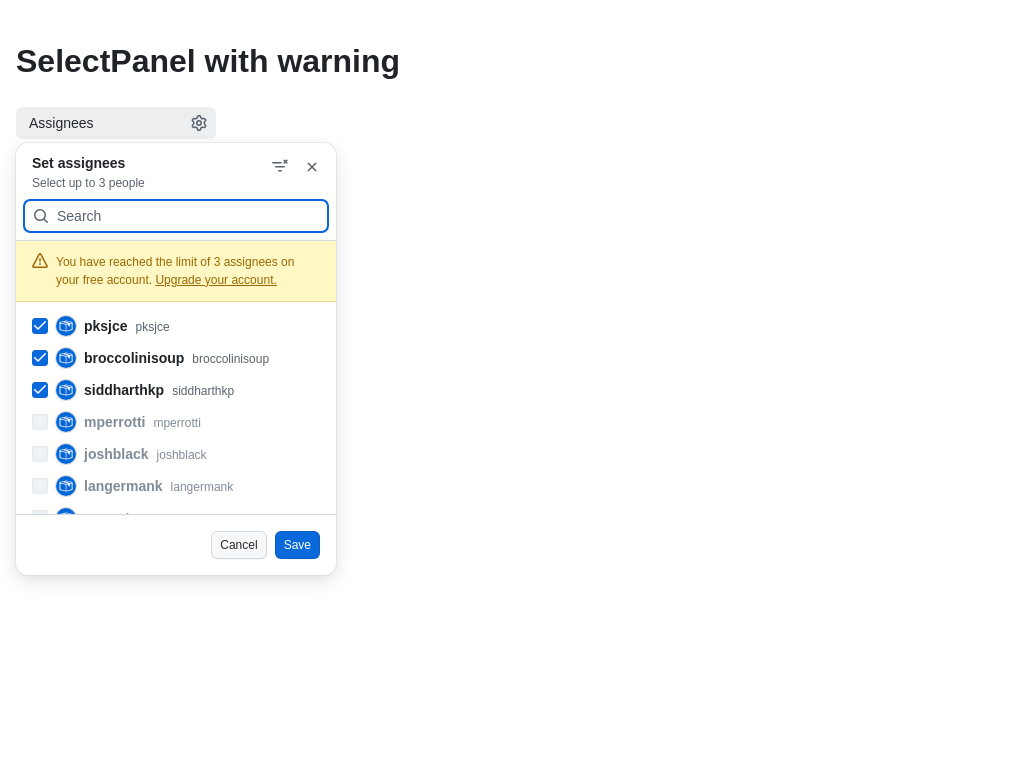 SelectPanel with warning
Assignees
Set assignees
Select up to 3 people
Search
You have reached the limit of 3 assignees on
your free account. Upgrade your account.
pksjce pksjce
broccolinisoup broccolinisoup
siddharthkp siddharthkp
mperrotti mperrotti
joshblack joshblack
langermank langermank
Cancel Save